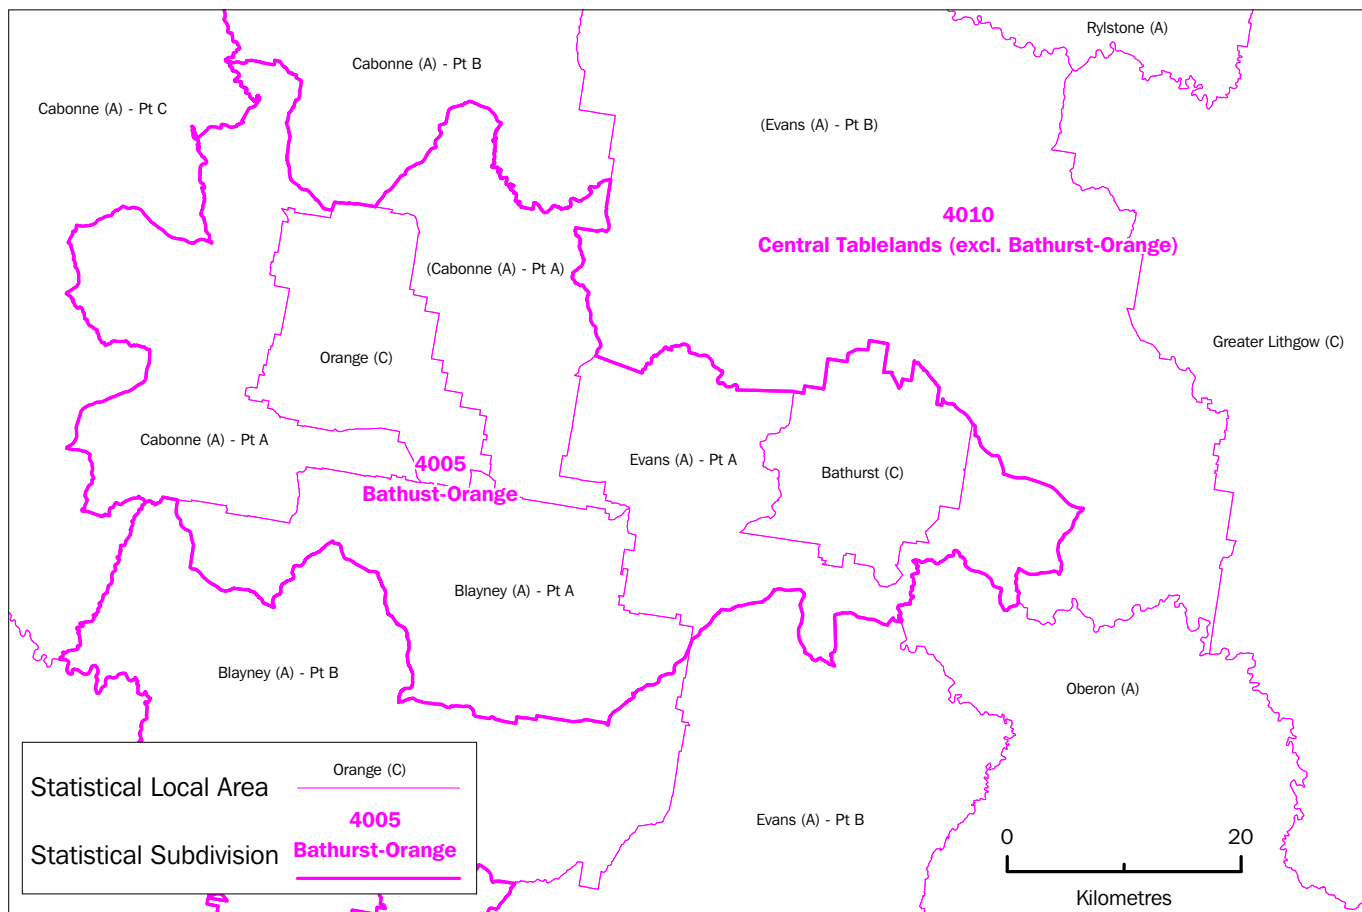 Rylstone (A)
Cabonne (A) - Pt B
Cabonne (A) - Pt C
(Evans (A) - Pt B)
4010
Central Tablelands (excl. Bathurst-Orange)
(Cabonne (A) - Pt A)
Greater Lithgow (C)
Orange (C)
Cabonne (A) - Pt A
4005
Bathust-Orange
Evans (A) - Pt A
Bathurst (C)
Blayney (A) - Pt A
Blayney (A) - Pt B
Oberon (A)
Evans (A) - Pt B
Statistical Local Area
Orange (C)
Statistical Subdivision
4005
Bathurst-Orange
0 20
Kilometres